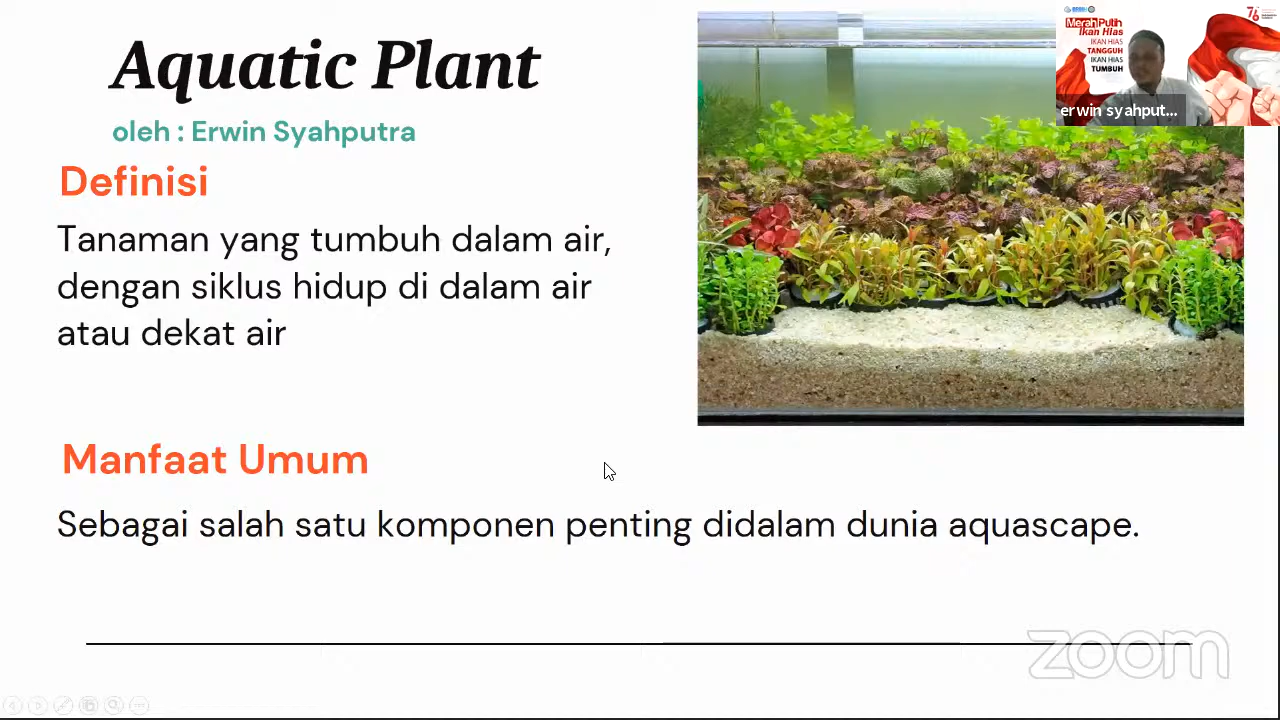 Aquatic Plant
oleh : Erwin Syahputra
Definisi
Tanaman yang tumbuh dalam air,
dengan siklus hidup di dalam air
atau dekat air
Manfaat Umum
Sebagai salah satu komponen penting didalam dunia aquascape.
Merah Putih
Ikan Hias
IKAN HIAS
TANGGUH
IKAN HIAS
TUMBUH
erwin syahput...
76
zoom